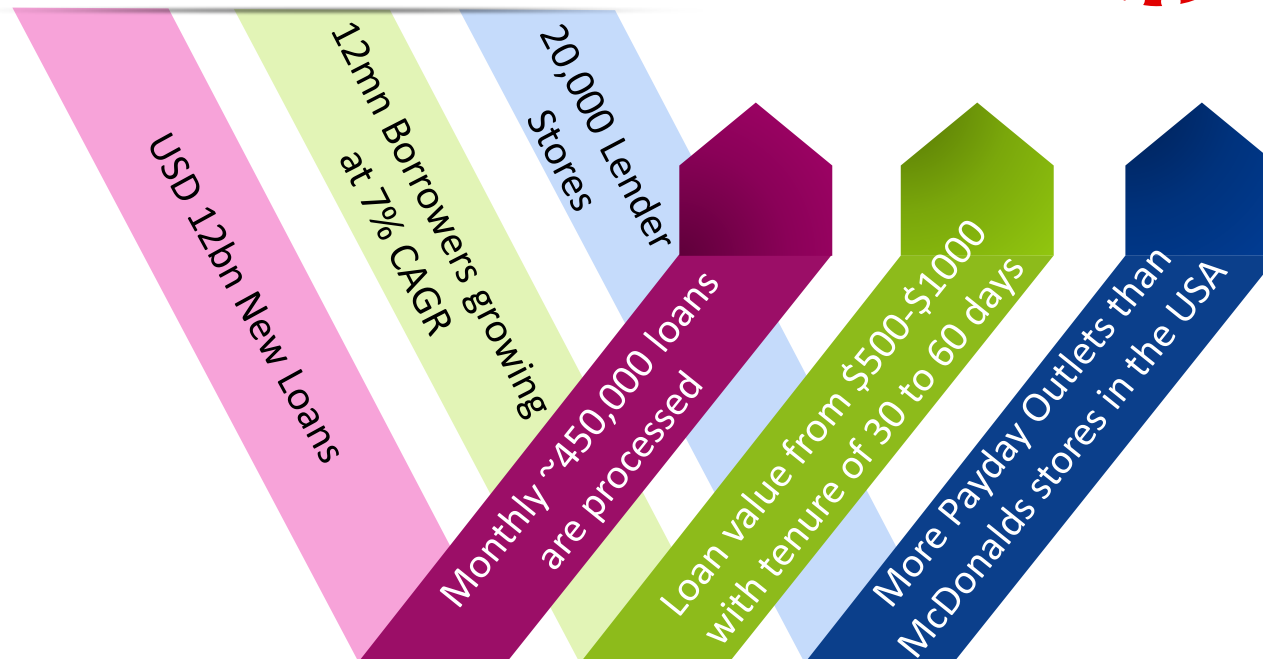 USD 12bn New Loans
12mn Borrowers growing
at 7% CAGR
20,000 Lender
Stores
Monthly ~450,000 loans
are processed
Loan value from $500-$1000
with tenure of 30 to 60 days
More Payday Outlets than
McDonalds stores in the USA